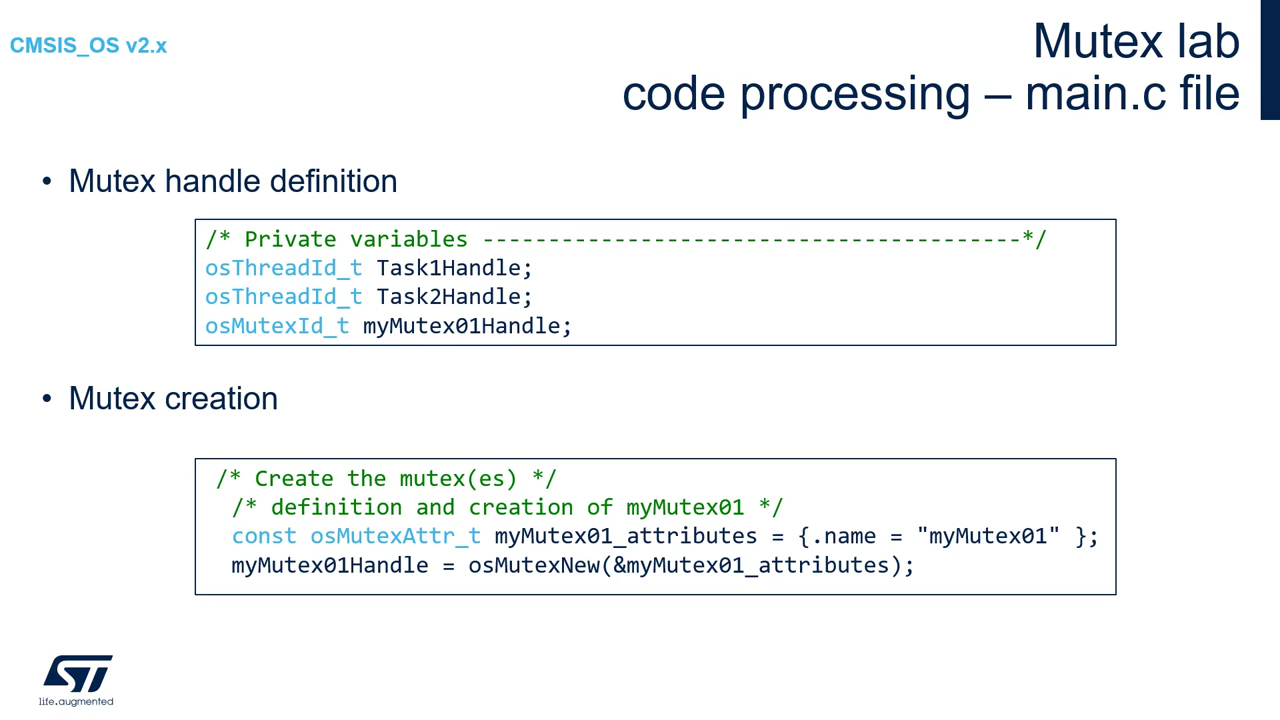 CMSIS_OS v2.x
Mutex lab
code processing – main.c file
• Mutex handle definition
/* Private variables -----------------------------------------*/
osThreadId_t Task1Handle;
osThreadId_t Task2Handle;
osMutexId_t myMutex01Handle;
• Mutex creation
/* Create the mutex(es) */
/* definition and creation of myMutex01 */
const osMutexAttr_t myMutex01_attributes = {.name = "myMutex01" };
myMutex01Handle = osMutexNew(&myMutex01_attributes);
ST
life.augmented